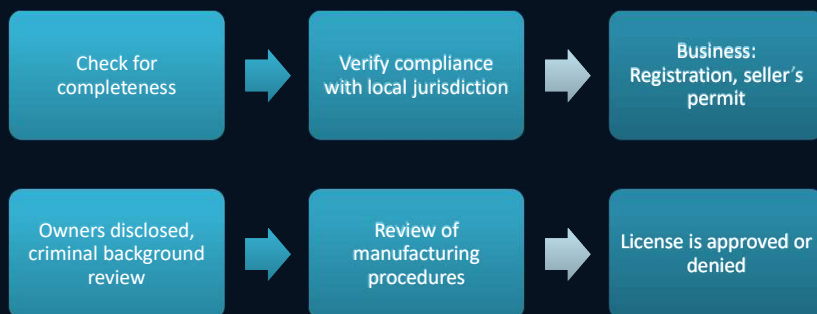 Check for
completeness
Verify compliance
with local jurisdiction
Business:
Registration, seller´s
permit
Owners disclosed,
criminal background
review
Review of
manufacturing
procedures
License is approved or
denied